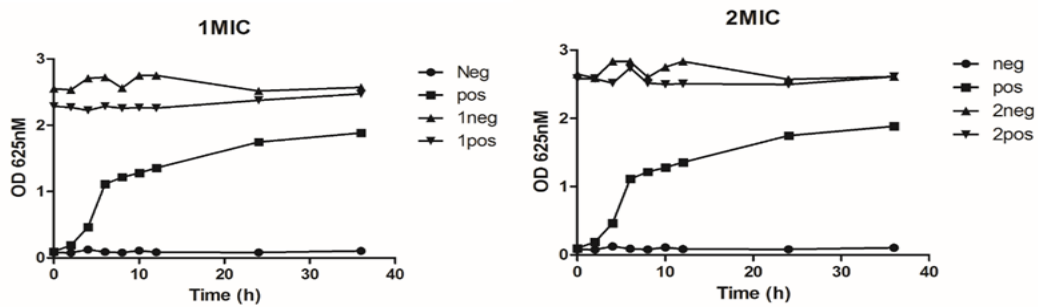 1MIC
3
2
1
0
OD 625nM
0
10
20
30
40
Time (h)
Neg
pos
1neg
1pos
2MIC
3
2
1
0
OD 625nM
0
10
20
30
40
Time (h)
neg
pos
2neg
2pos